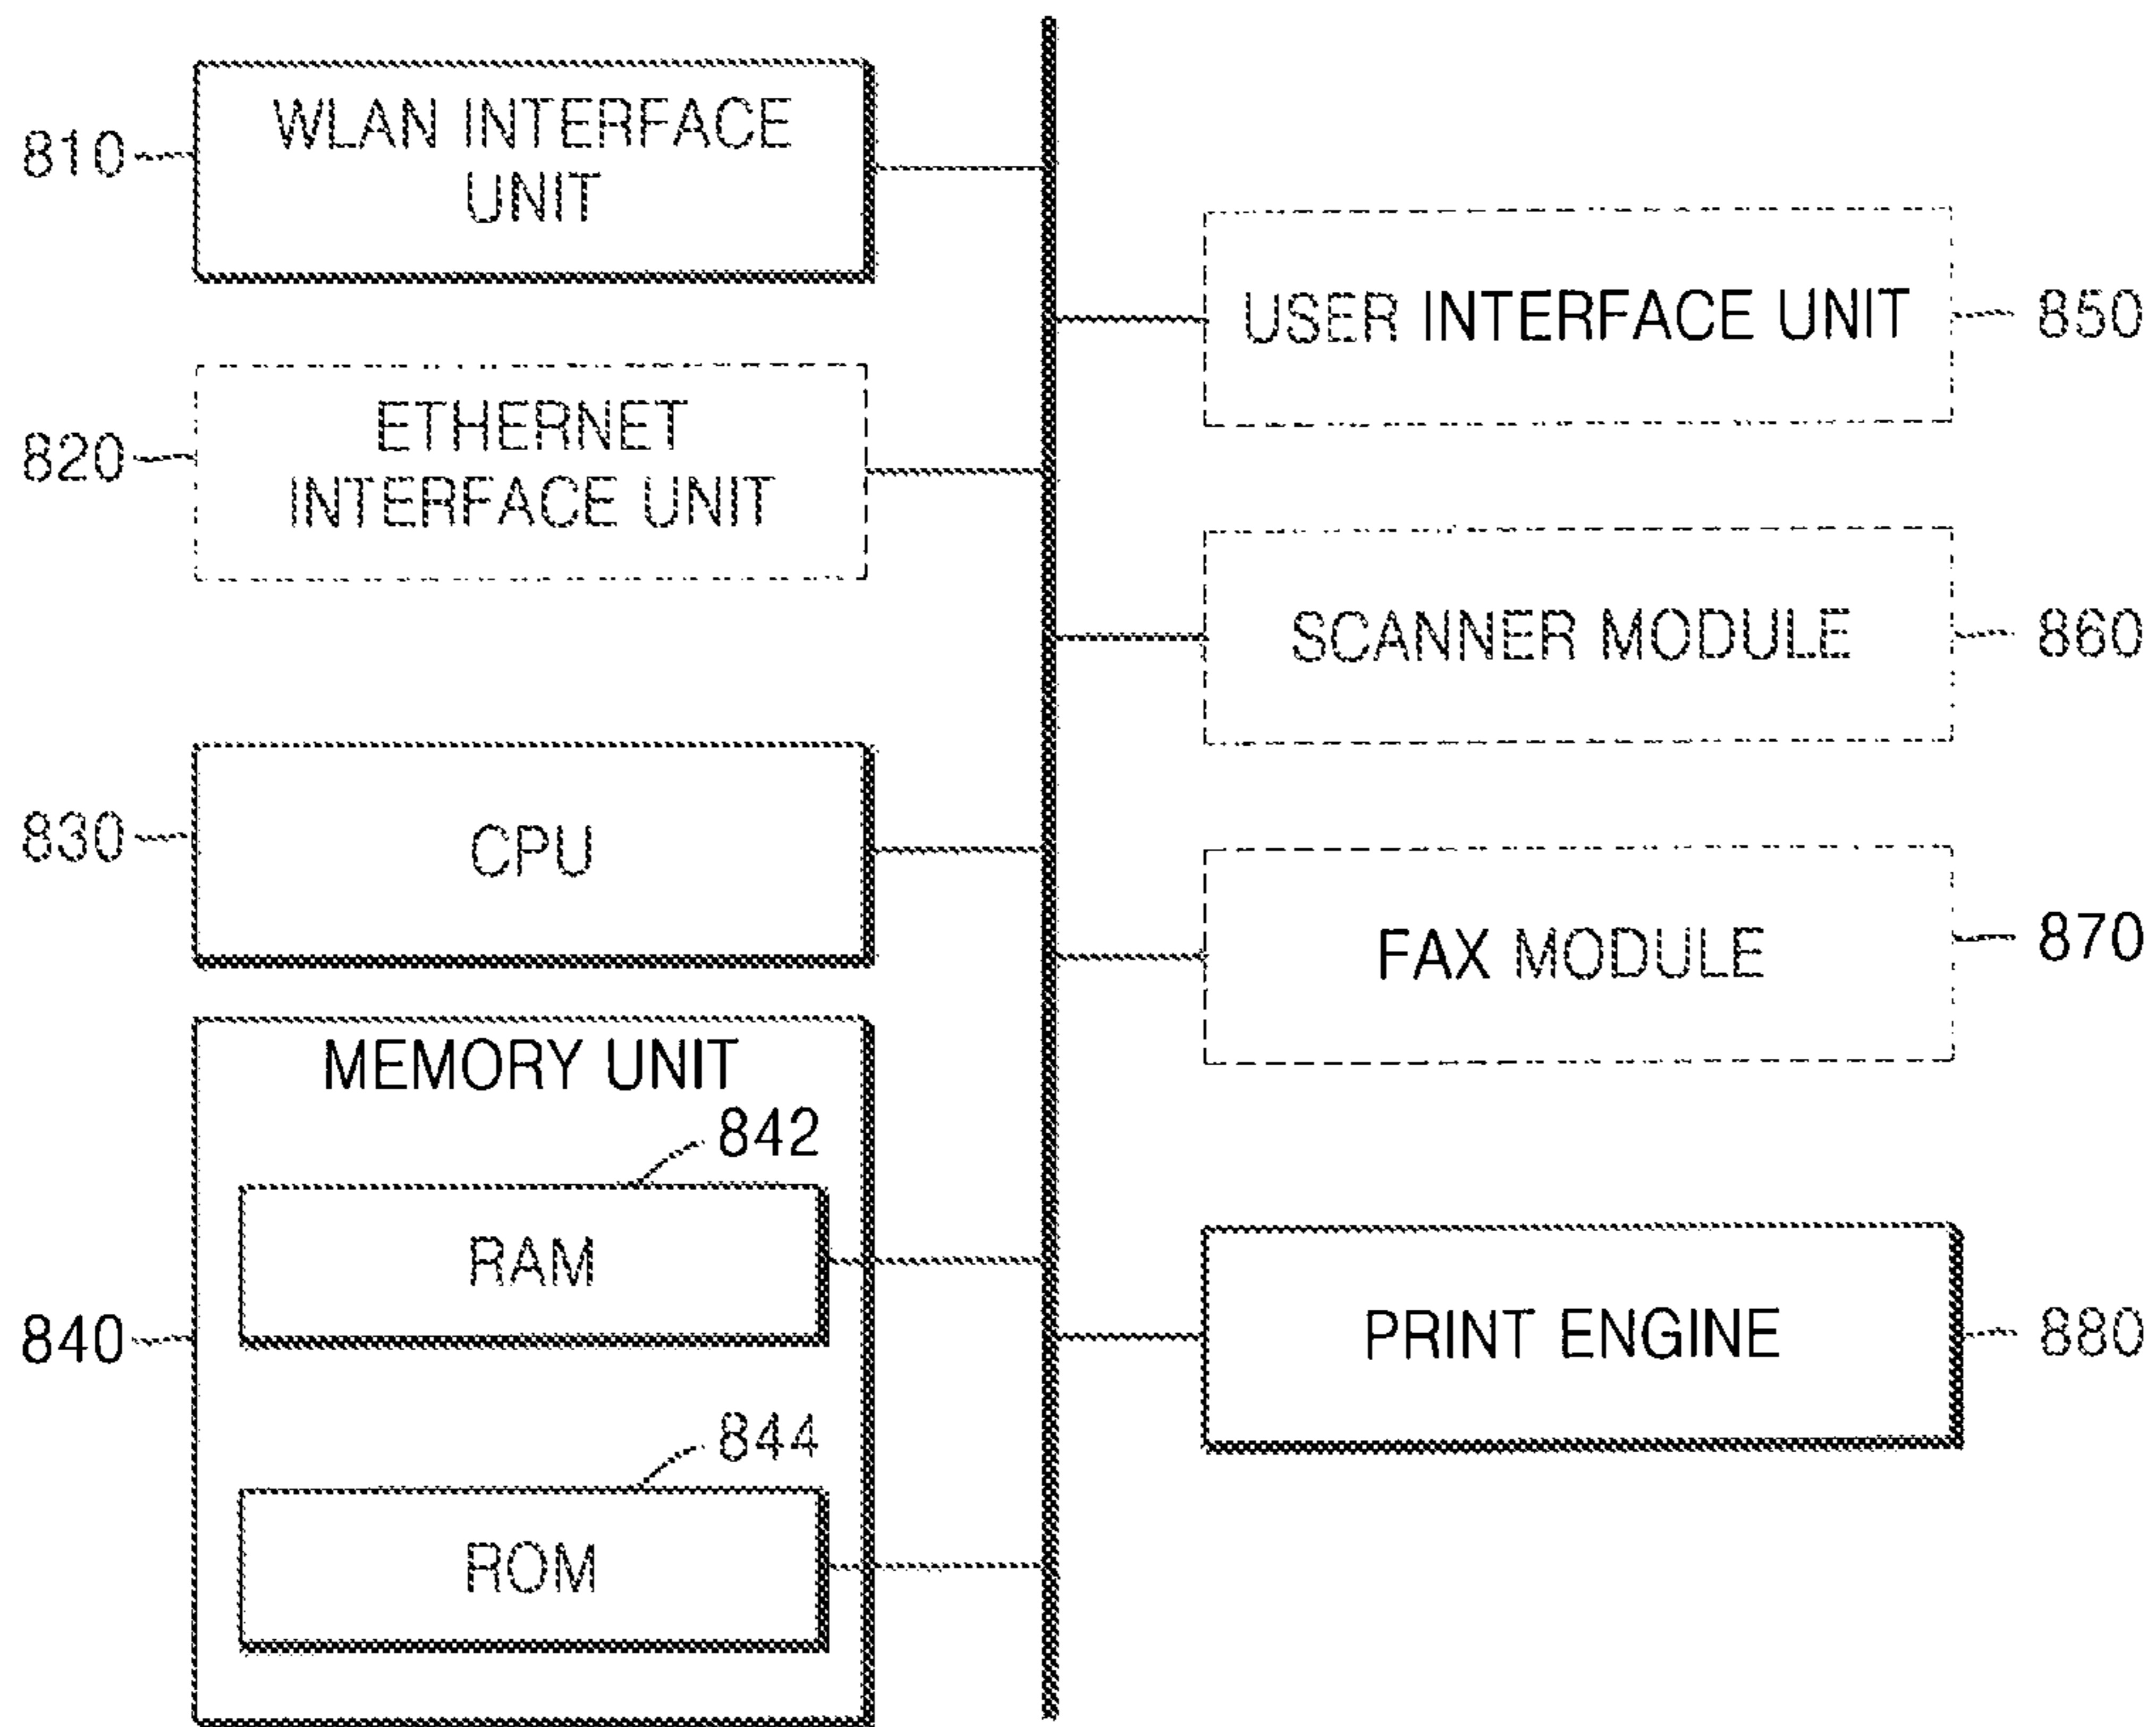 810
WLAN INTERFACE
UNIT
820
ETHERNET
INTERFACE UNIT
830
CPU
840
MEMORY UNIT
842
RAM
844
ROM
USER INTERFACE UNIT
850
SCANNER MODULE
860
FAX MODULE
870
PRINT ENGINE
880